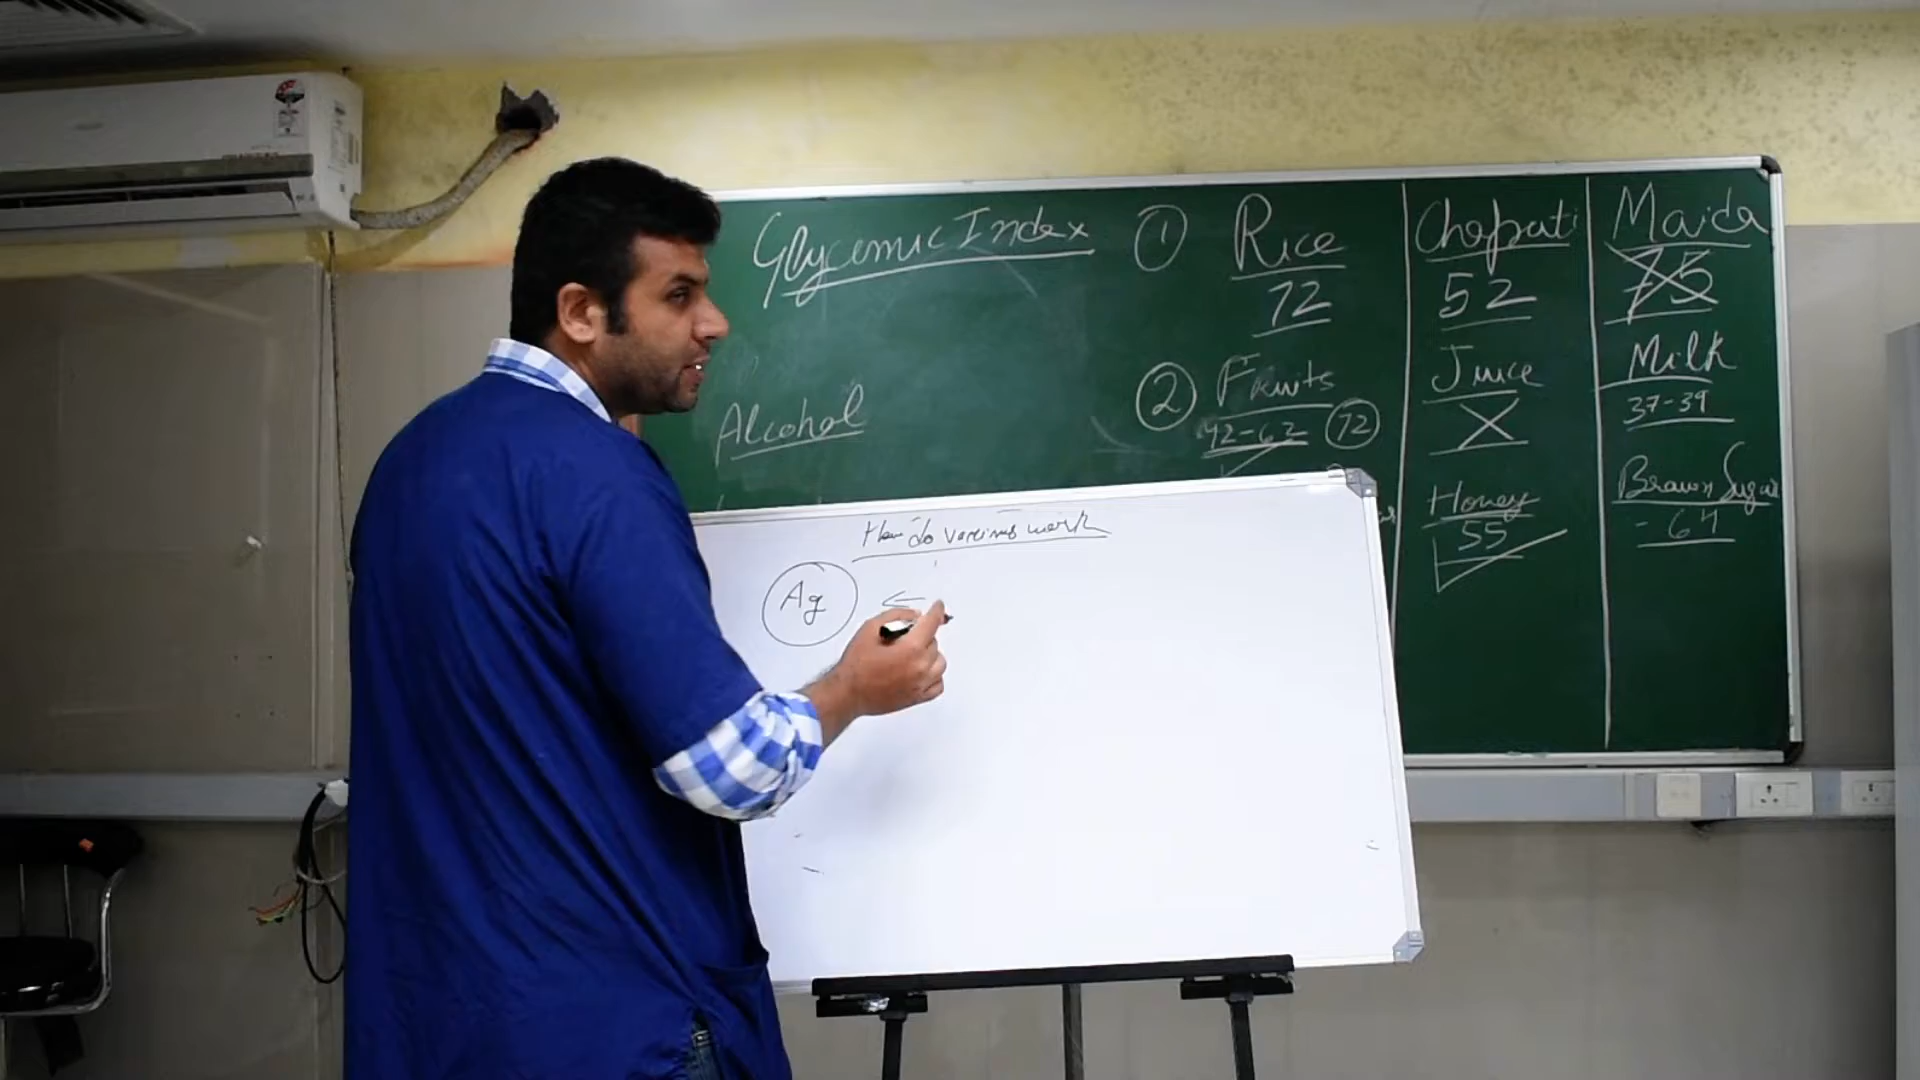 Glycemic Index
① Rice
72
Chapati
52
Maida
75
② Fruits
42-62
72
Juice
X
Milk
37-39
Alcohol
Honey
55
Brown Sugar
- 64
How do vaccines work
Ag